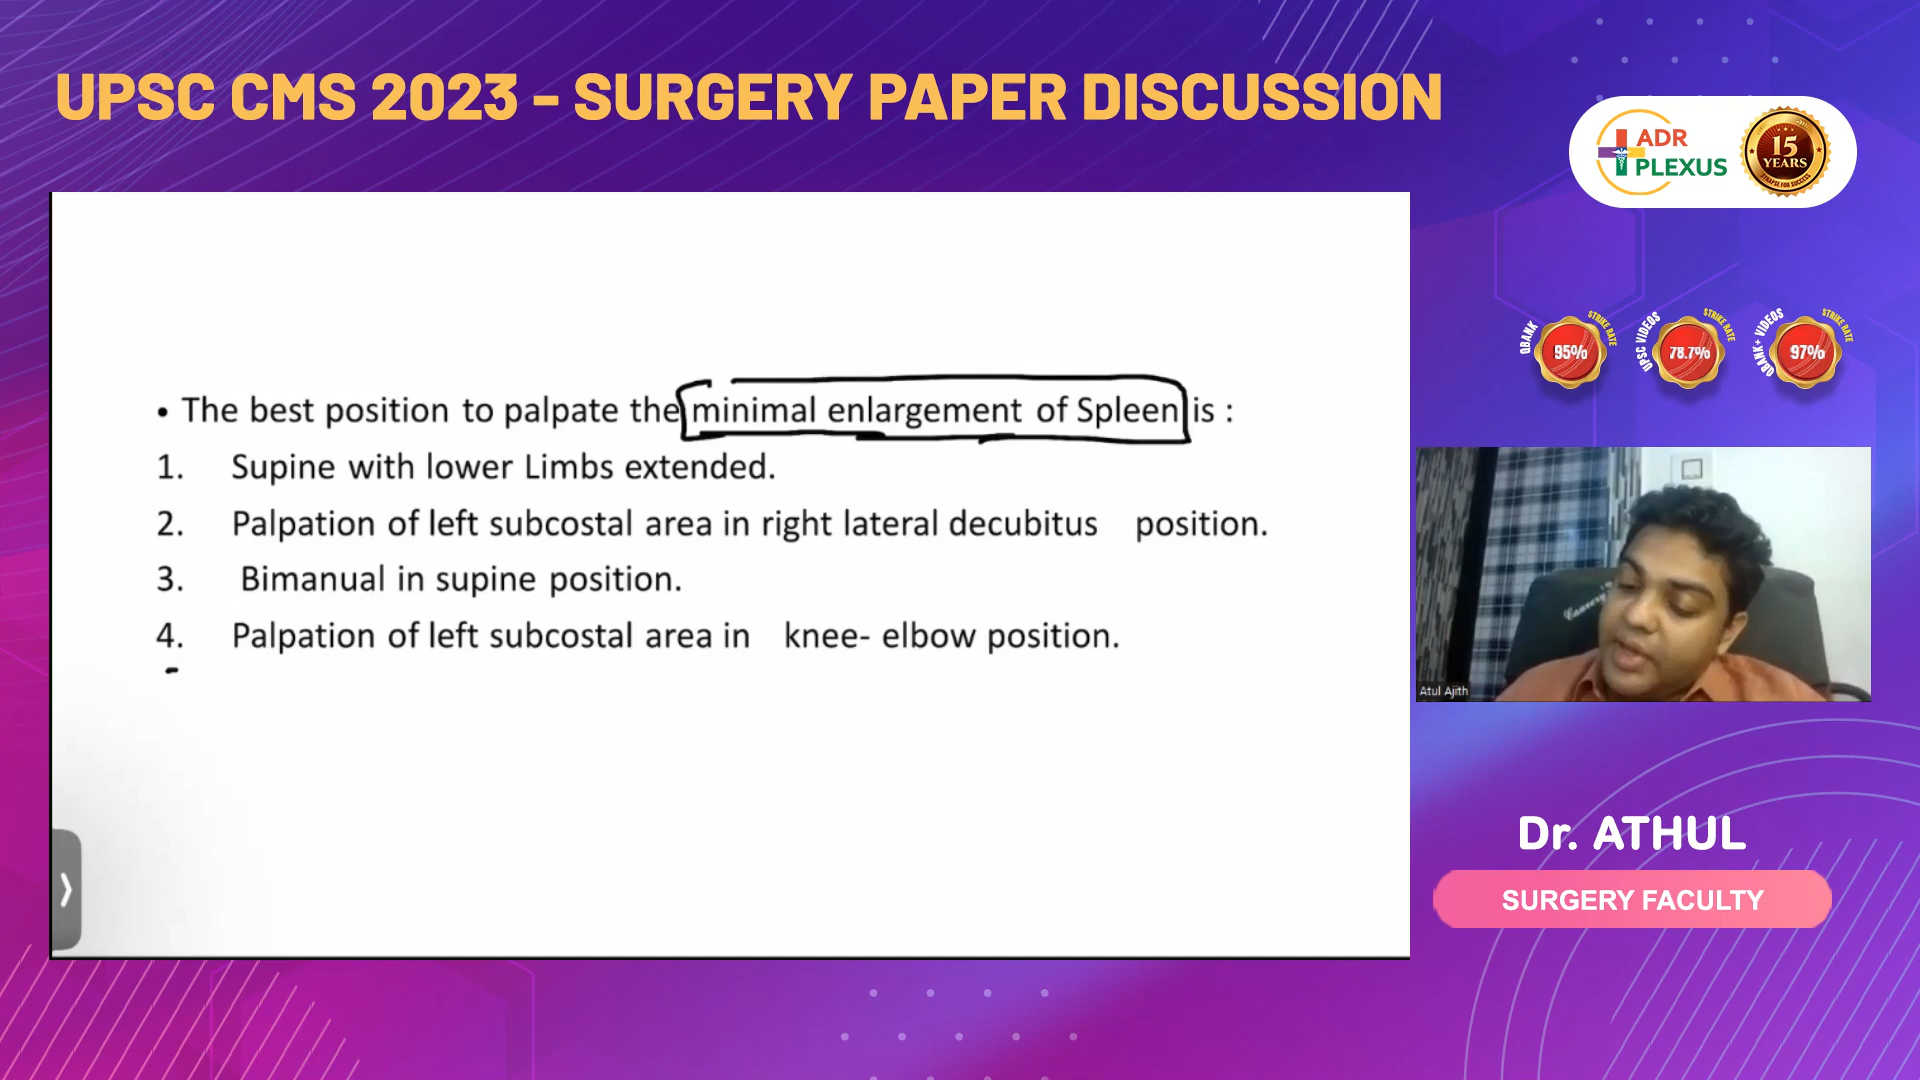 UPSC CMS 2023 - SURGERY PAPER DISCUSSION
ADR
PLEXUS
15
YEARS
QBANK
STRIKE RATE
95%
UPSC VIDEOS
STRIKE RATE
78.7%
QBANK+ VIDEOS
STRIKE RATE
97%
• The best position to palpate the minimal enlargement of Spleen is :
1. Supine with lower Limbs extended.
2. Palpation of left subcostal area in right lateral decubitus position.
3. Bimanual in supine position.
4. Palpation of left subcostal area in knee- elbow position.
Atul Ajith
Dr. ATHUL
SURGERY FACULTY